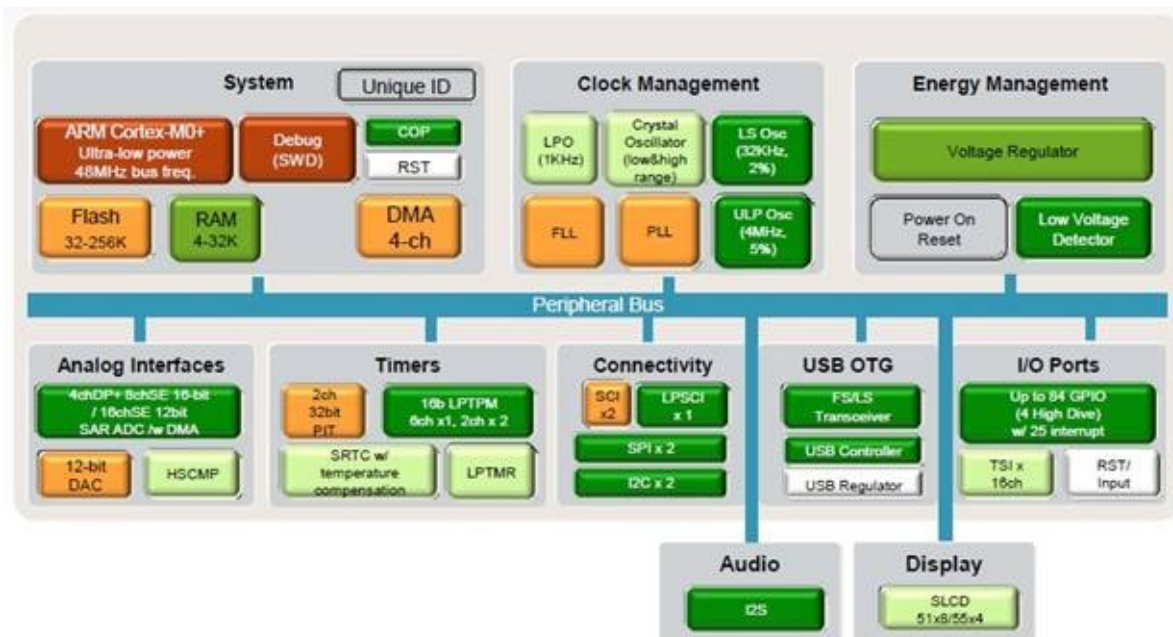 System
Unique ID
ARM Cortex-M0+
Ultra-low power
48MHz bus freq.
Debug
(SWD)
COP
RST
Flash
32-256K
RAM
4-32K
DMA
4-ch
Clock Management
LPO
(1KHz)
Crystal
Oscillator
(low&high
range)
LS Osc
(32KHz,
2%)
FLL
PLL
ULP Osc
(4MHz,
5%)
Energy Management
Voltage Regulator
Power On
Reset
Low Voltage
Detector
Peripheral Bus
Analog Interfaces
4chDP+ 8chSE 16-bit
/ 16chSE 12bit
SAR ADC /w DMA
12-bit
DAC
HSCMP
Timers
2ch
32bit
PIT
16b LPTPM
6ch x1, 2ch x 2
SRTC w/
temperature
compensation
LPTMR
Connectivity
SCI
x2
LPSCI
x 1
SPI x 2
I2C x 2
USB OTG
FS/LS
Transceiver
USB Controller
USB Regulator
I/O Ports
Up to 84 GPIO
(4 High Dive)
w/ 25 interrupt
TSI x
16ch
RST/
Input
Audio
I2S
Display
SLCD
51x8/55x4